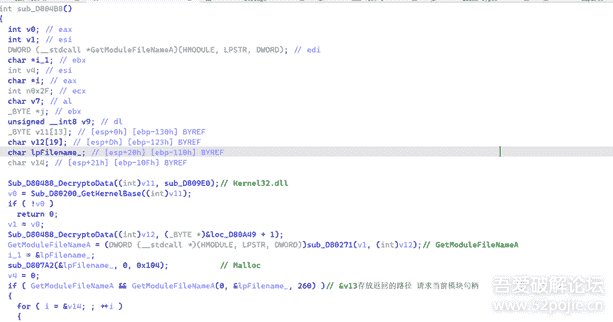 int sub_D804B8()
{
int v0; // eax
int v1; // esi
DWORD (__stdcall *GetModuleFileNameA)(HMODULE, LPSTR, DWORD); // edi
char *i_1; // ebx
int v4; // esi
char *i; // eax
int n0x2F; // ecx
char v7; // al
_BYTE *j; // ebx
unsigned __int8 v9; // dl
_BYTE v11[13]; // [esp+0h] [ebp-130h] BYREF
char v12[19]; // [esp+Dh] [ebp-123h] BYREF
char lpFilename_; // [esp+20h] [ebp-110h] BYREF
char v14; // [esp+21h] [ebp-10Fh] BYREF
Sub_D804B8_DecryptoData((int)v11, sub_D809E0);// Kernel32.dll
v0 = Sub_D80200_GetKernelBase((int)v11);
if ( !v0 )
return 0;
v1 = v0;
Sub_D804B8_DecryptoData((int)v12, (_BYTE *)&loc_D80A49 + 1);
GetModuleFileNameA = (DWORD (__stdcall *)(HMODULE, LPSTR, DWORD))sub_D80271(v1, (int)v12);// GetModuleFileNameA
i_1 = &lpFilename_;
sub_D807A2(&lpFilename_, 0, 0x104); // Malloc
v4 = 0;
if ( GetModuleFileNameA && GetModuleFileNameA(0, &lpFilename_, 260) )// &v13存放返回的路径 请求当前模块句柄
{
for ( i = &v14; ; ++i )
{
吾爱破解论坛
www.52pojie.cn